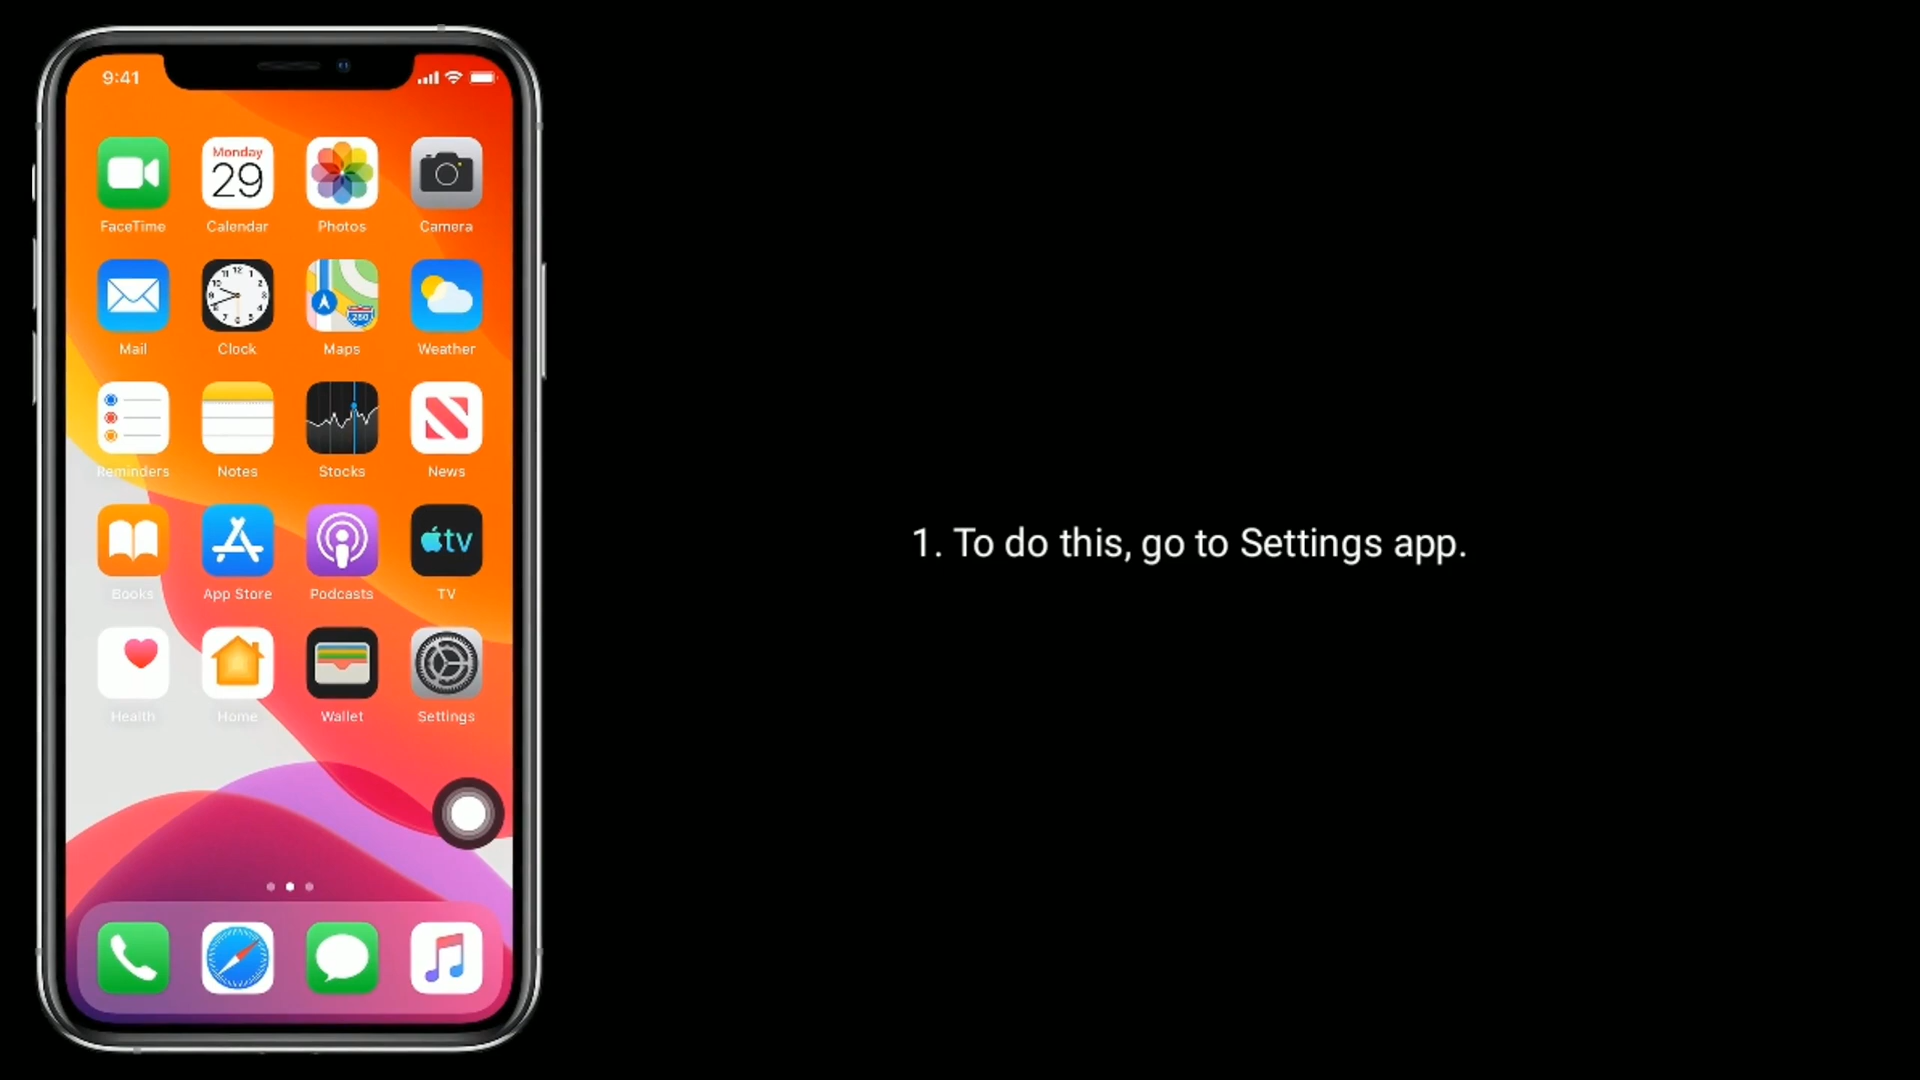 9:41
Monday
29
FaceTime
Calendar
Photos
Camera
280
Mail
Clock
Maps
Weather
Reminders
Notes
Stocks
News
tv
Books
App Store
Podcasts
TV
Health
Home
Wallet
Settings
1. To do this, go to Settings app.